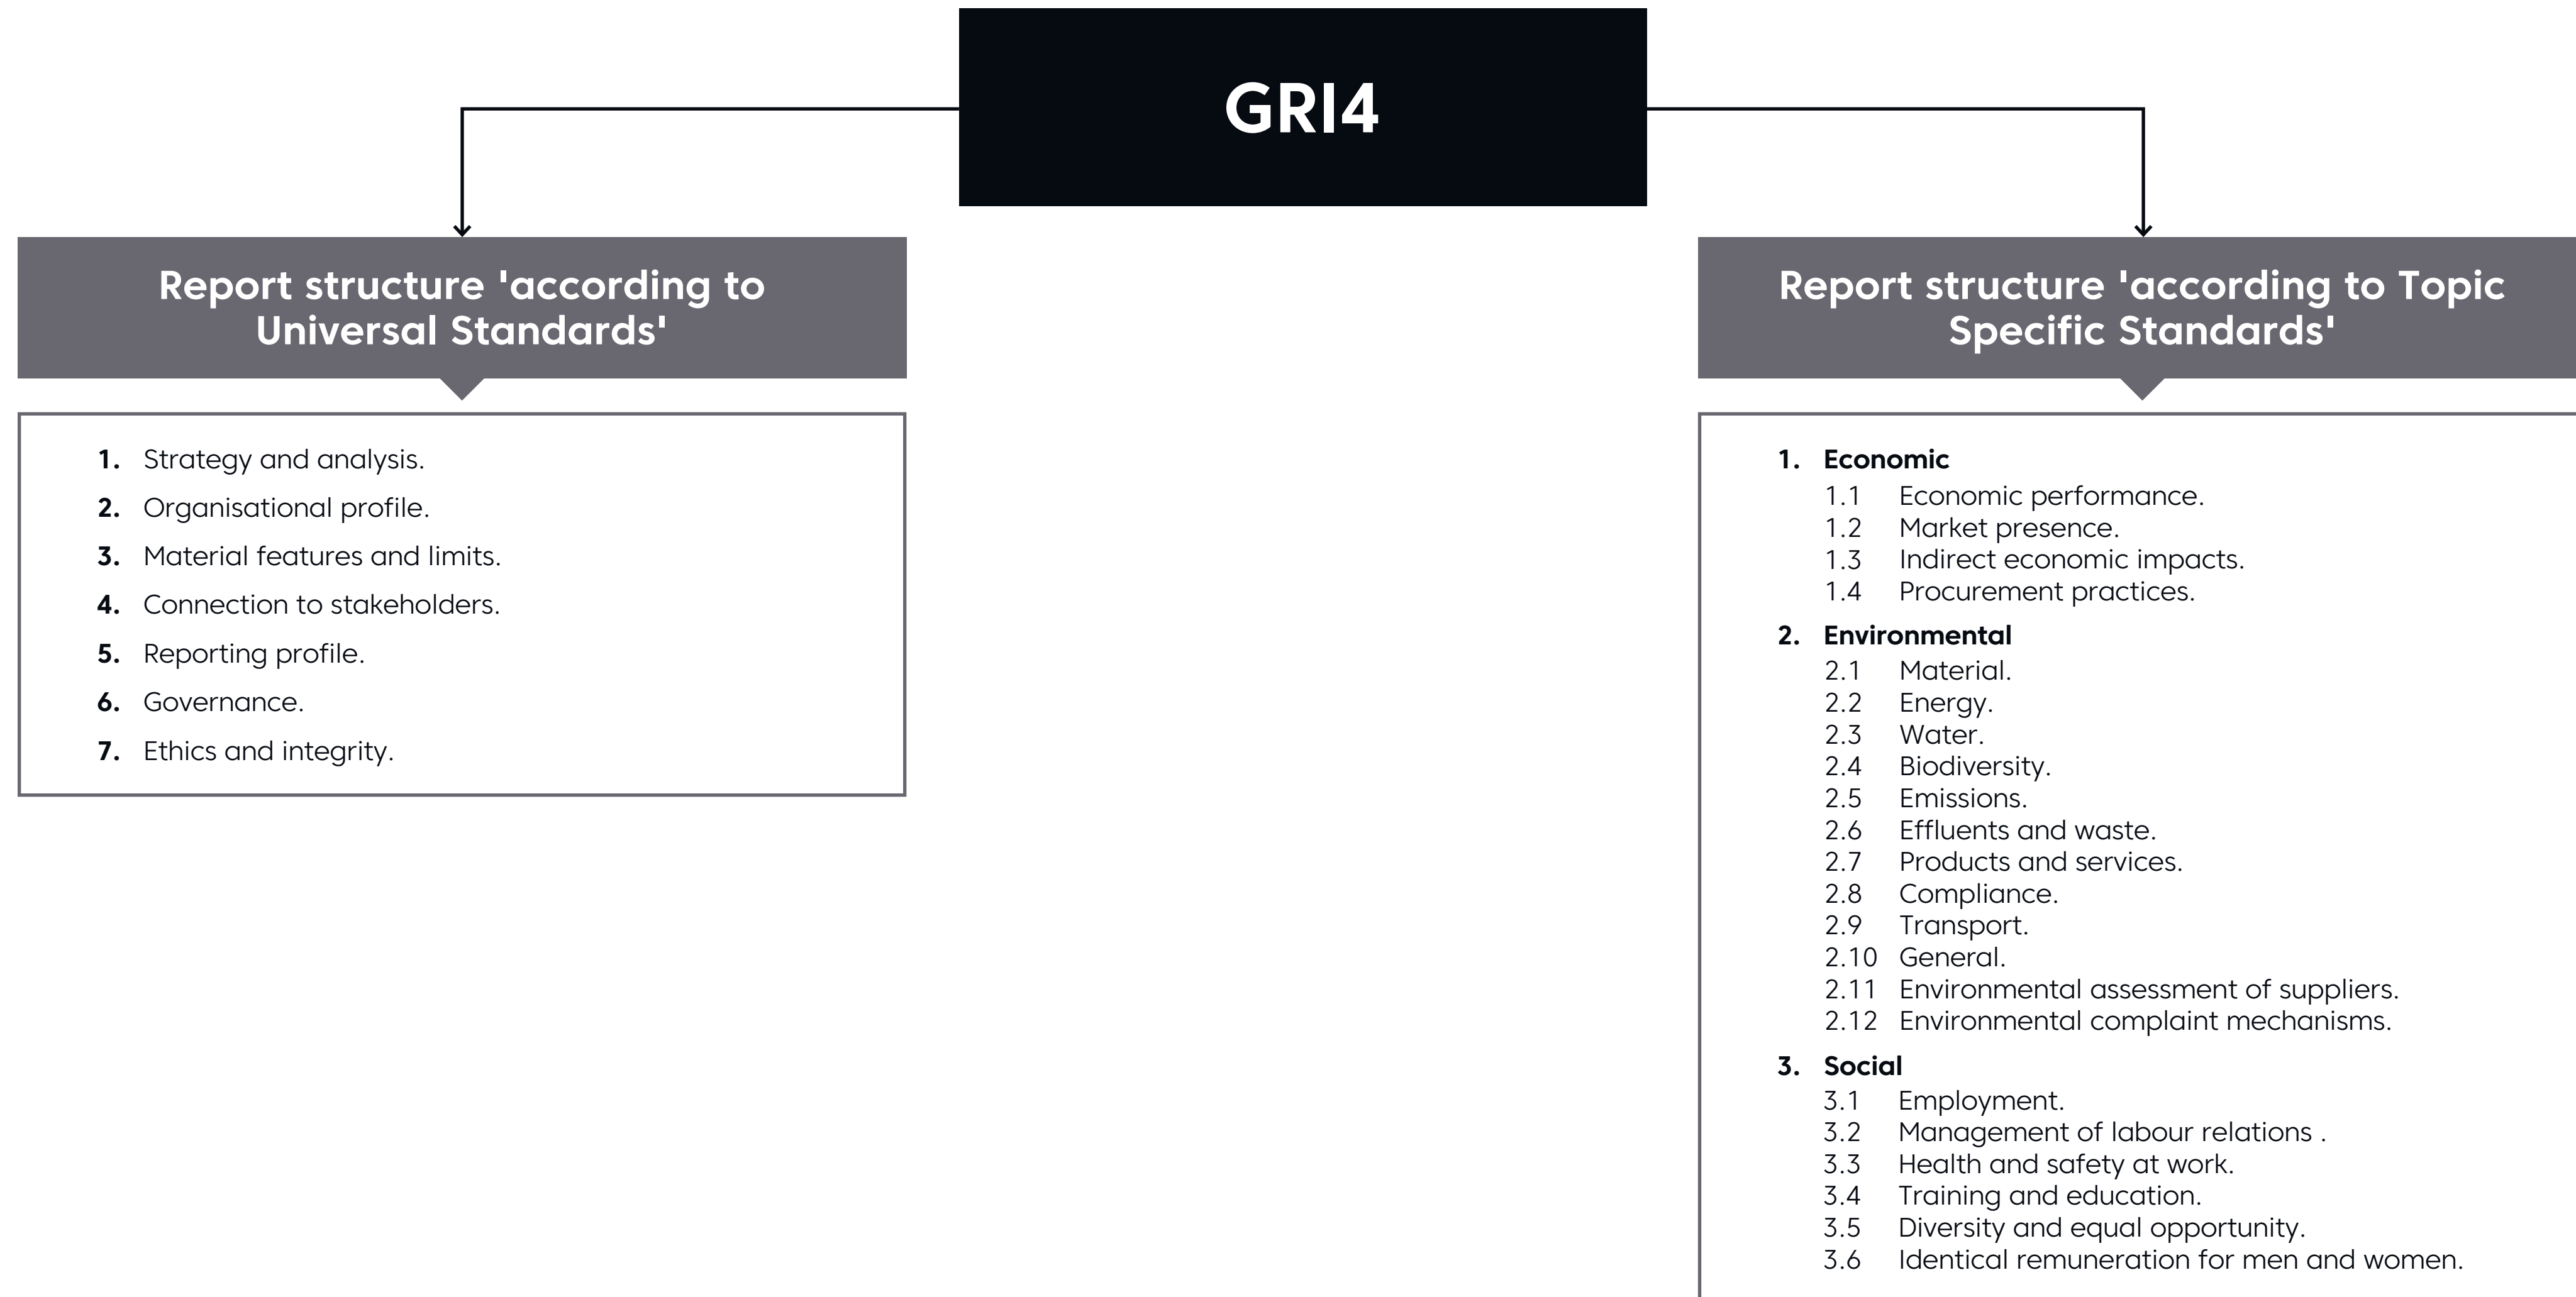 GRI4
Report structure 'according to
Universal Standards'
1. Strategy and analysis.
2. Organisational profile.
3. Material features and limits.
4. Connection to stakeholders.
5. Reporting profile.
6. Governance.
7. Ethics and integrity.
Report structure 'according to Topic
Specific Standards'
1. Economic
1.1 Economic performance.
1.2 Market presence.
1.3 Indirect economic impacts.
1.4 Procurement practices.
2. Environmental
2.1 Material.
2.2 Energy.
2.3 Water.
2.4 Biodiversity.
2.5 Emissions.
2.6 Effluents and waste.
2.7 Products and services.
2.8 Compliance.
2.9 Transport.
2.10 General.
2.11 Environmental assessment of suppliers.
2.12 Environmental complaint mechanisms.
3. Social
3.1 Employment.
3.2 Management of labour relations .
3.3 Health and safety at work.
3.4 Training and education.
3.5 Diversity and equal opportunity.
3.6 Identical remuneration for men and women.